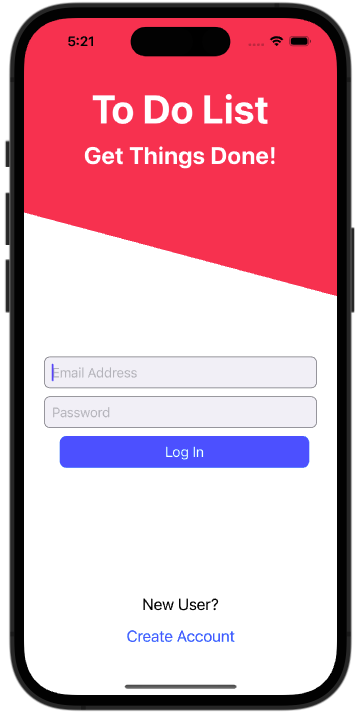 5:21
To Do List
Get Things Done!
Email Address
Password
Log In
New User?
Create Account